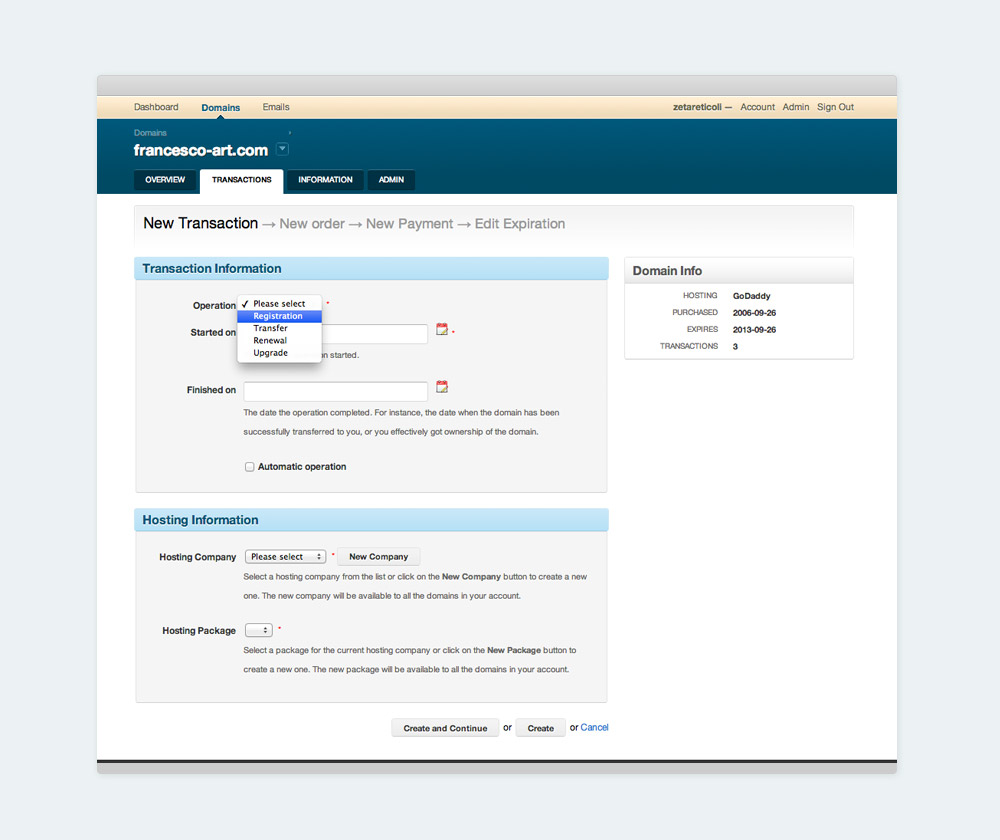 Dashboard Domains Emails zetareticoli — Account Admin Sign Out
Domains ›
francesco-art.com
OVERVIEW TRANSACTIONS INFORMATION ADMIN
New Transaction → New order → New Payment → Edit Expiration
Transaction Information
Operation ✓ Please select *
Registration
Transfer
Renewal
Upgrade
Started on *
on started.
Finished on
The date the operation completed. For instance, the date when the domain has been
successfully transferred to you, or you effectively got ownership of the domain.
Automatic operation
Domain Info
HOSTING GoDaddy
PURCHASED 2006-09-26
EXPIRES 2013-09-26
TRANSACTIONS 3
Hosting Information
Hosting Company Please select * New Company
Select a hosting company from the list or click on the New Company button to create a new
one. The new company will be available to all the domains in your account.
Hosting Package *
Select a package for the current hosting company or click on the New Package button to
create a new one. The new package will be available to all the domains in your account.
Create and Continue or Create or Cancel